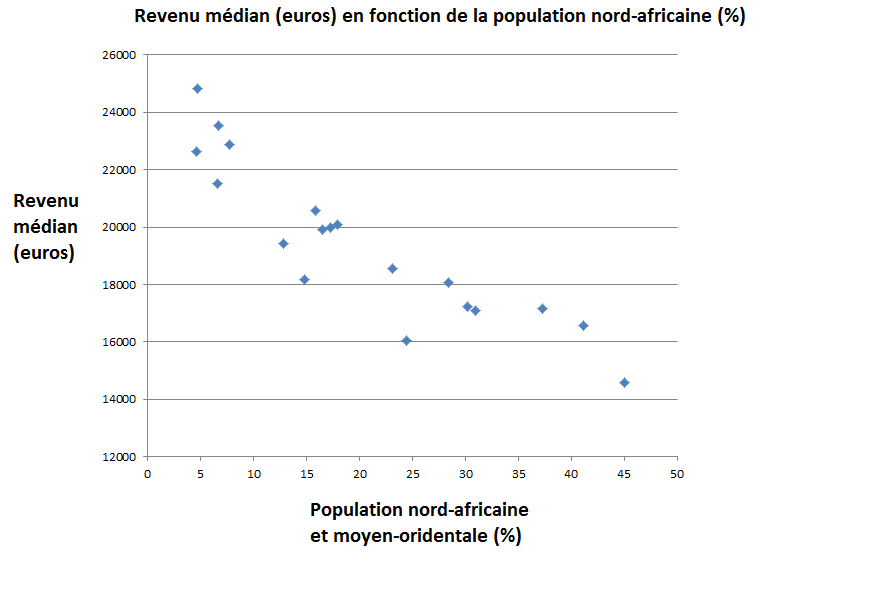 Revenu médian (euros) en fonction de la population nord-africaine (%)
26000
24000
22000
20000
18000
16000
14000
12000
Revenu
médian
(euros)
0 5 10 15 20 25 30 35 40 45 50
Population nord-africaine
et moyen-oridentale (%)